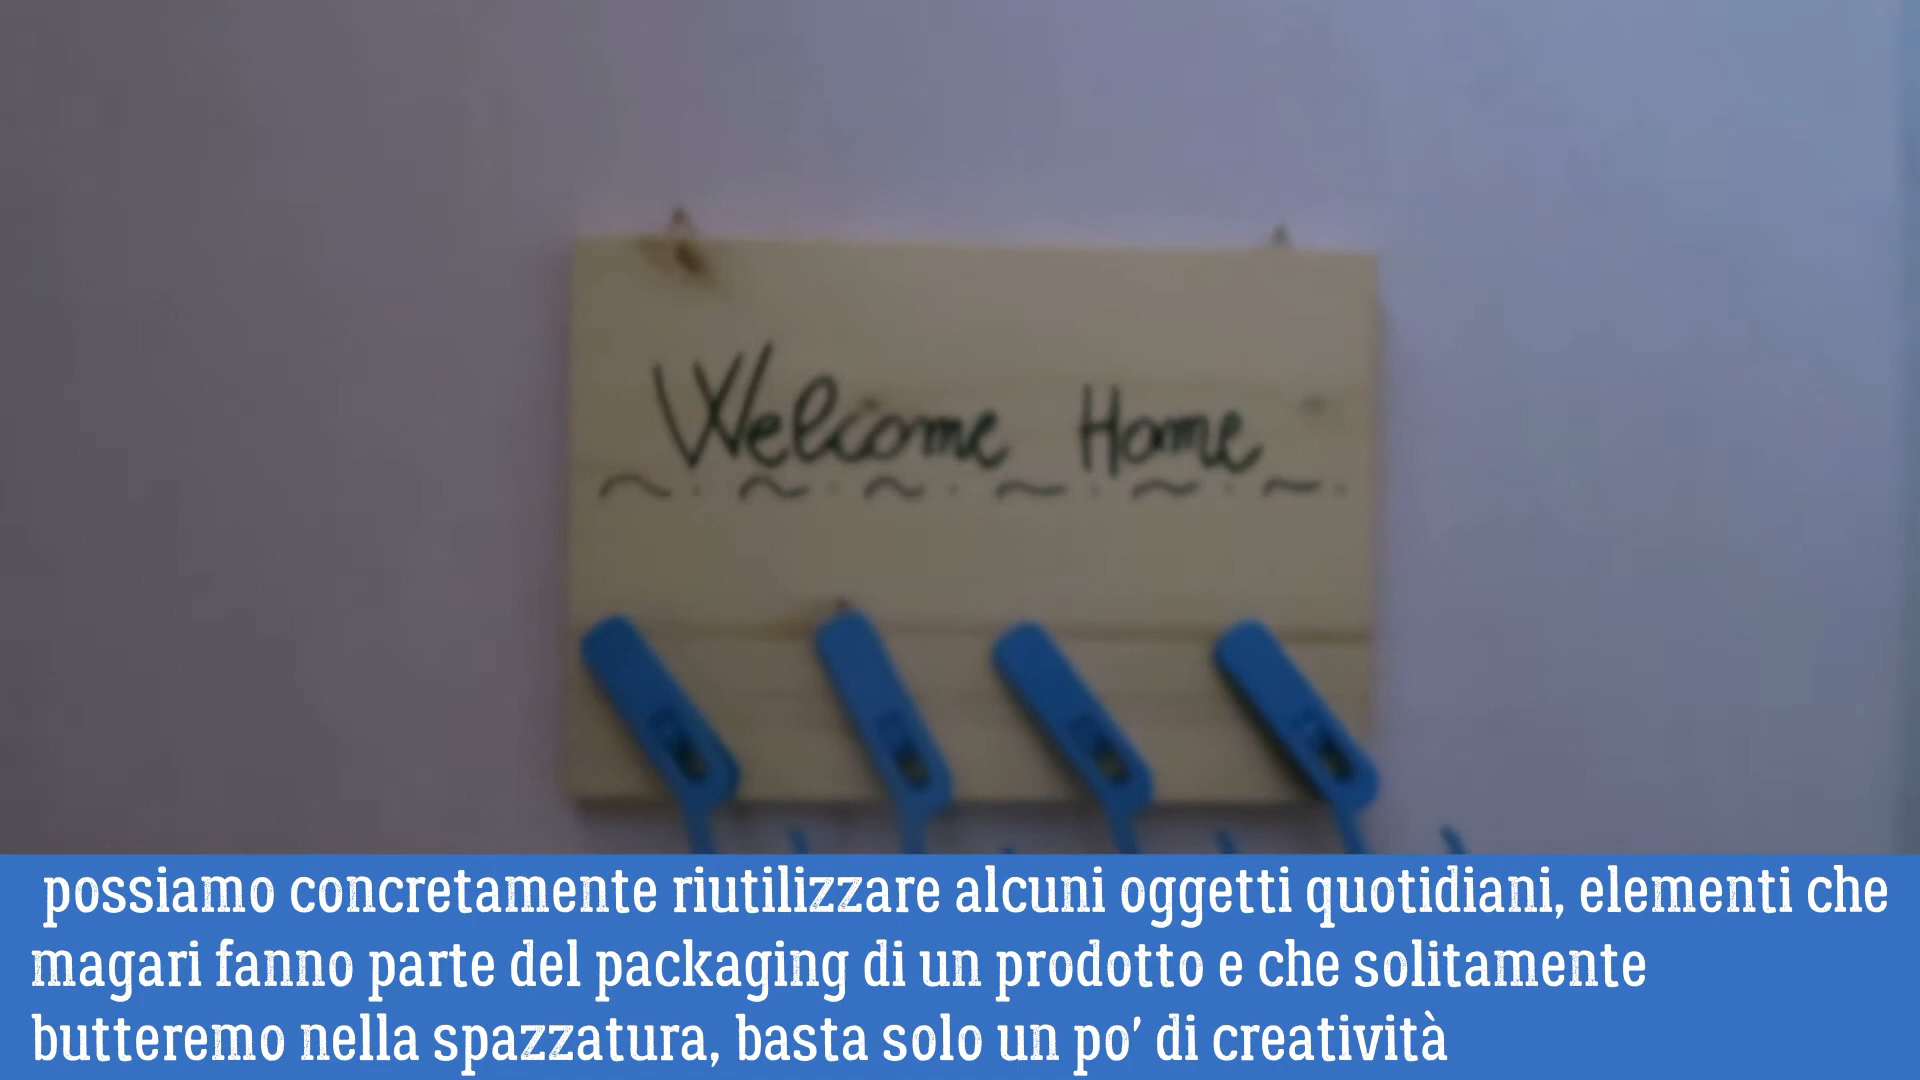 Welcome Home
possiamo concretamente riutilizzare alcuni oggetti quotidiani, elementi che
magari fanno parte del packaging di un prodotto e che solitamente
butteremo nella spazzatura, basta solo un po' di creatività